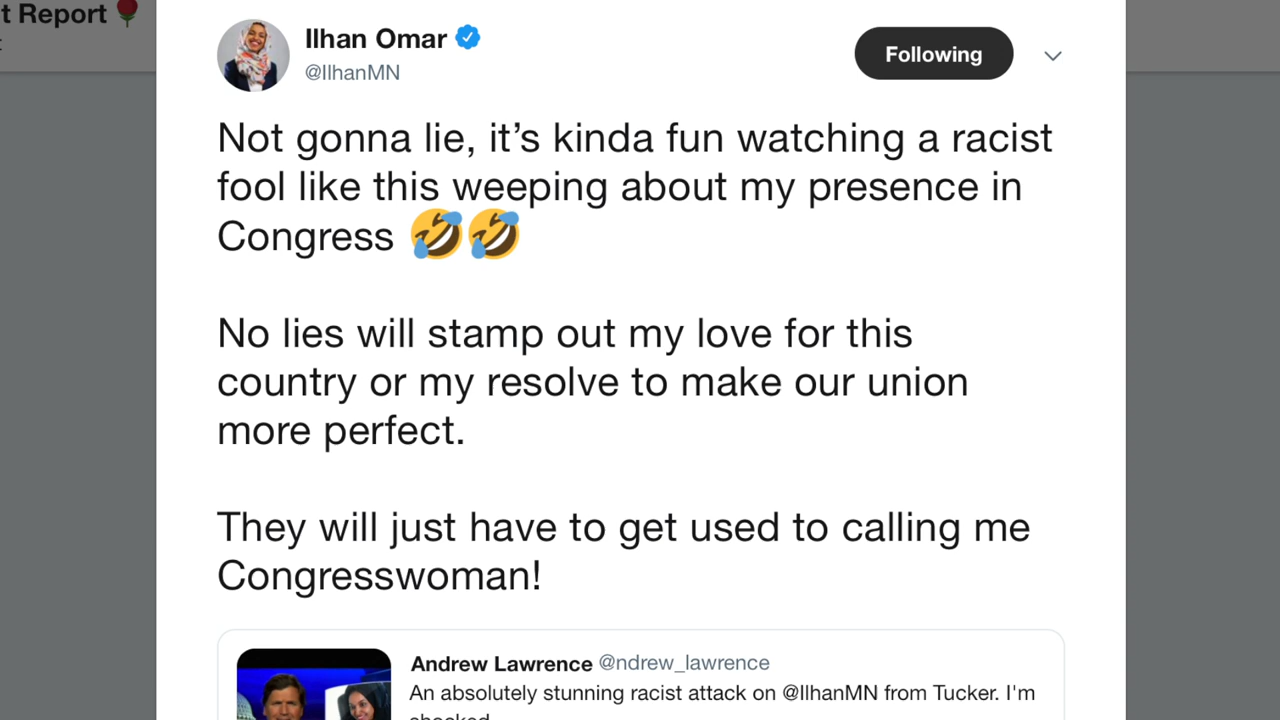 t Report 🌹
Ilhan Omar
@IlhanMN
Following
Not gonna lie, it’s kinda fun watching a racist
fool like this weeping about my presence in
Congress 🤣🤣
No lies will stamp out my love for this
country or my resolve to make our union
more perfect.
They will just have to get used to calling me
Congresswoman!
Andrew Lawrence @ndrew_lawrence
An absolutely stunning racist attack on @IlhanMN from Tucker. I'm
shocked